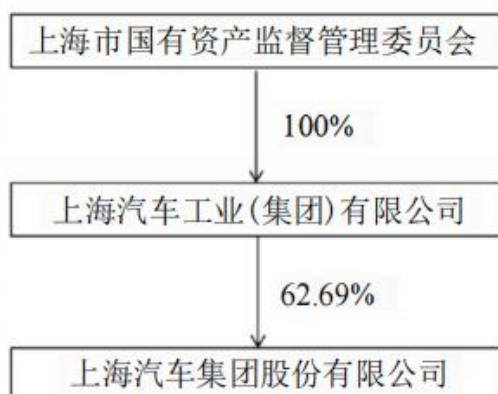 上海市国有资产监督管理委员会
100%
上海汽车工业(集团)有限公司
62.69%
上海汽车集团股份有限公司